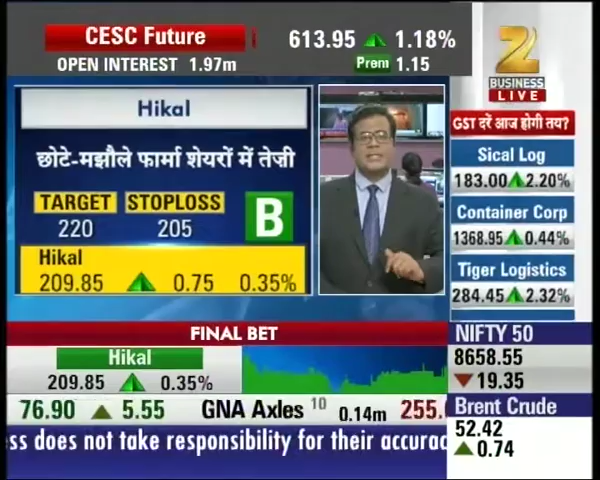 CESC Future
OPEN INTEREST 1.97m
613.95 1.18%
Prem 1.15
Z
BUSINESS
LIVE
Hikal
छोटे-मझौले फार्मा शेयरों में तेज़ी
TARGET STOPLOSS
220 205
B
Hikal
209.85 0.75 0.35%
GST दरें आज होगी तय?
Sical Log
183.00 2.20%
Container Corp
1368.95 0.44%
Tiger Logistics
284.45 2.32%
FINAL BET
Hikal
209.85 0.35%
NIFTY 50
8658.55
19.35
Brent Crude
52.42
0.74
76.90 5.55 GNA Axles 10 0.14m 255.
ss does not take responsibility for their accurac